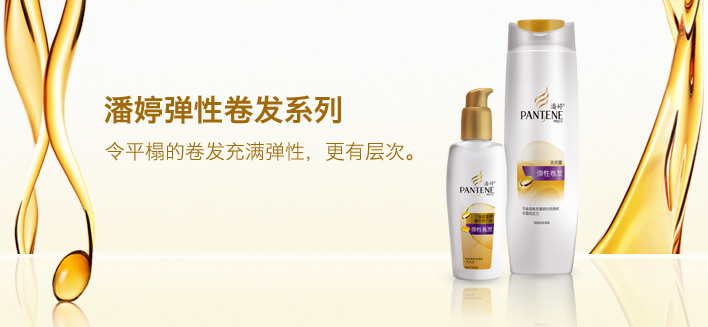 潘婷弹性卷发系列
令平榻的卷发充满弹性，更有层次。
潘婷
PANTENE
PRO-V
洗发露
弹性卷发
潘婷
PANTENE
弹性卷发